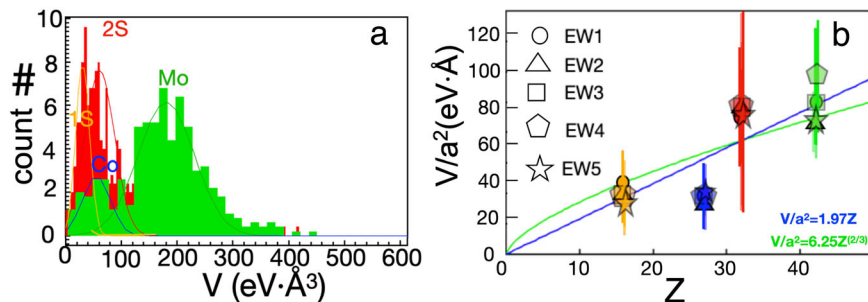 a
2S
Mo
1S
Co
count #
10
8
6
4
2
0
0 100 200 300 400 500 600
V (eV·Å³)
b
EW1
EW2
EW3
EW4
EW5
V/a²(eV·Å)
120
100
80
60
40
20
0
0 20 40
Z
V/a²=1.97Z
V/a²=6.25Z⁽²/³⁾